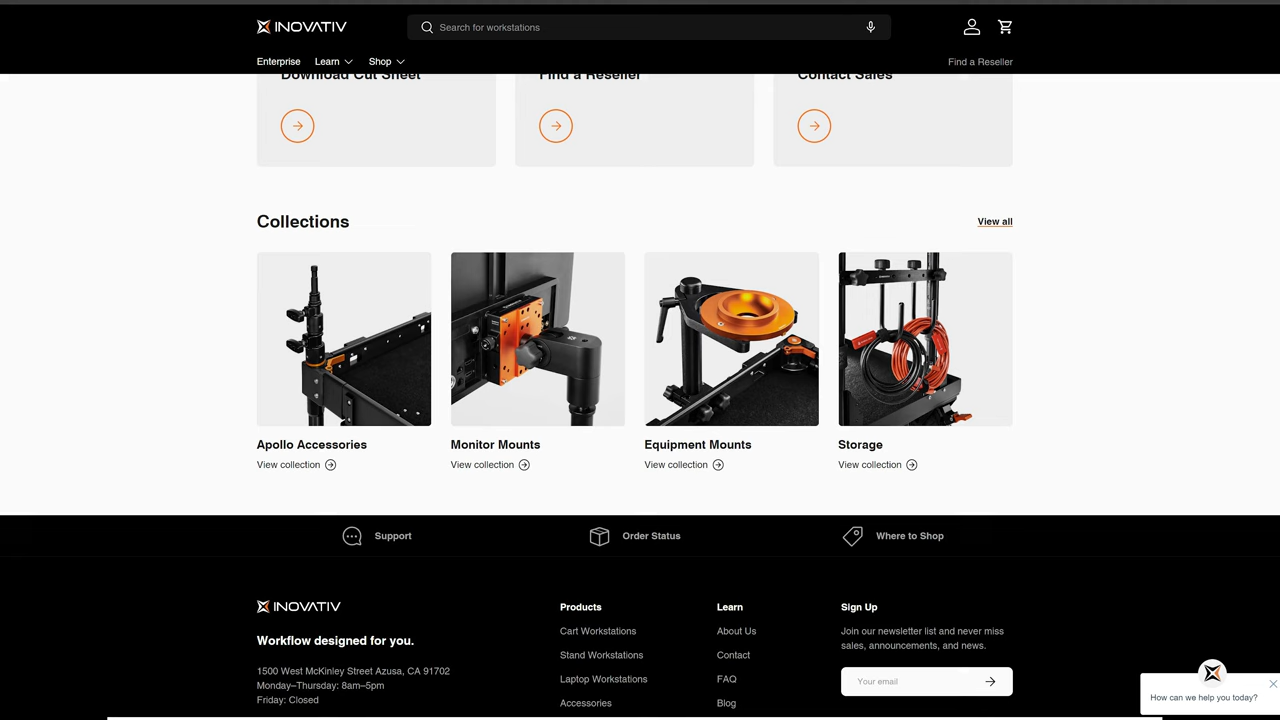 INOVATIV
Search for workstations
Enterprise
Learn
Shop
Find a Reseller
Download Cut Sheet
Find a Reseller
Contact Sales
Collections
View all
Apollo Accessories
View collection
Monitor Mounts
View collection
Equipment Mounts
View collection
Storage
View collection
Support
Order Status
Where to Shop
INOVATIV
Workflow designed for you.
1500 West McKinley Street Azusa, CA 91702
Monday–Thursday: 8am–5pm
Friday: Closed
Products
Cart Workstations
Stand Workstations
Laptop Workstations
Accessories
Learn
About Us
Contact
FAQ
Blog
Sign Up
Join our newsletter list and never miss
sales, announcements, and news.
Your email
How can we help you today?